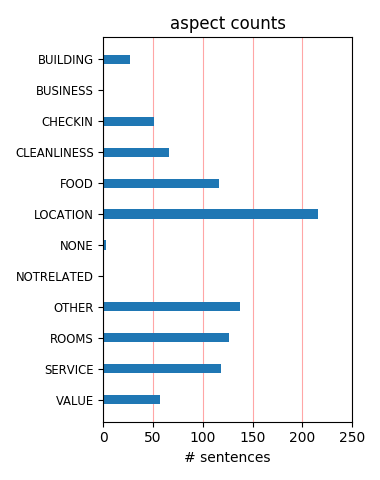 aspect counts
BUILDING
BUSINESS
CHECKIN
CLEANLINESS
FOOD
LOCATION
NONE
NOTRELATED
OTHER
ROOMS
SERVICE
VALUE
0 50 100 150 200 250
# sentences